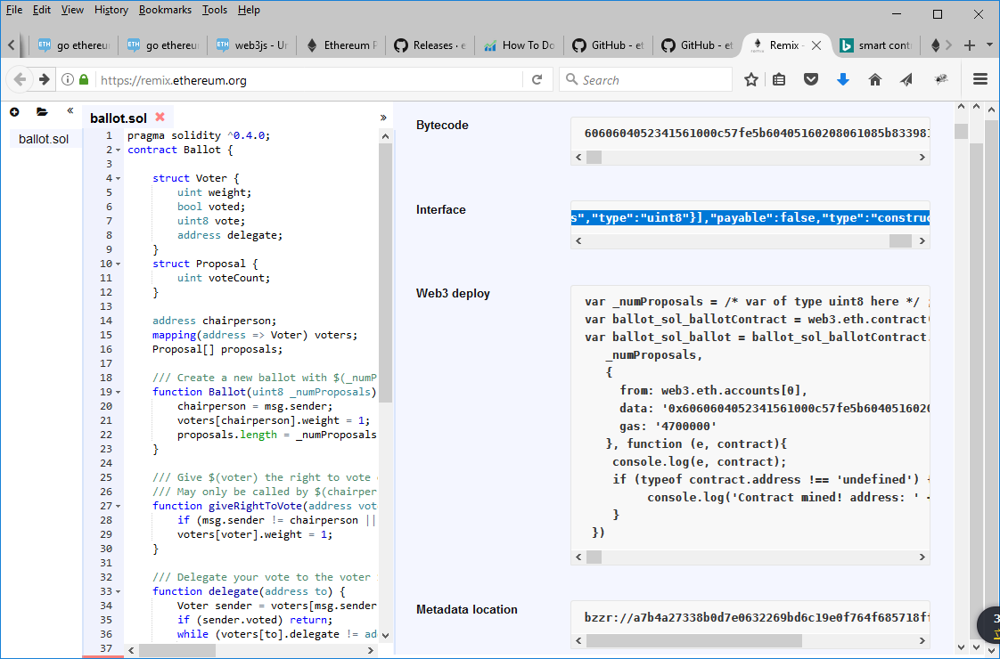 File Edit View History Bookmarks Tools Help
go ethereu
go ethereu
web3js - Ur
Ethereum P
Releases · e
How To Do
GitHub - et
GitHub - et
Remix -
smart cont
https://remix.ethereum.org
Search
ballot.sol
ballot.sol
1 pragma solidity ^0.4.0;
2 contract Ballot {
3
4 struct Voter {
5 uint weight;
6 bool voted;
7 uint8 vote;
8 address delegate;
9 }
10 struct Proposal {
11 uint voteCount;
12 }
13
14 address chairperson;
15 mapping(address => Voter) voters;
16 Proposal[] proposals;
17
18 /// Create a new ballot with $(_numP
19 function Ballot(uint8 _numProposals)
20 chairperson = msg.sender;
21 voters[chairperson].weight = 1;
22 proposals.length = _numProposals
23 }
24
25 /// Give $(voter) the right to vote
26 /// May only be called by $(chairper
27 function giveRightToVote(address vot
28 if (msg.sender != chairperson ||
29 voters[voter].weight = 1;
30 }
31
32 /// Delegate your vote to the voter
33 function delegate(address to) {
34 Voter sender = voters[msg.sender
35 if (sender.voted) return;
36 while (voters[to].delegate != ad
37
Bytecode
6060604052341561000c57fe5b60405160208061085b833981
Interface
s","type":"uint8"}],"payable":false,"type":"construc
Web3 deploy
var _numProposals = /* var of type uint8 here */ ;
var ballot_sol_ballotContract = web3.eth.contract(
var ballot_sol_ballot = ballot_sol_ballotContract.
_numProposals,
{
from: web3.eth.accounts[0],
data: '0x6060604052341561000c57fe5b6040516020
gas: '4700000'
}, function (e, contract){
console.log(e, contract);
if (typeof contract.address !== 'undefined') {
console.log('Contract mined! address: '
}
})
Metadata location
bzzr://a7b4a27338b0d7e0632269bd6c19e0f764f685718ff